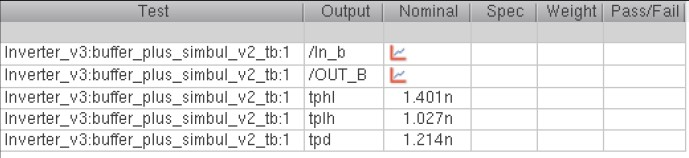 Test Output Nominal Spec Weight Pass/Fail
Inverter_v3:buffer_plus_simbul_v2_tb:1 /In_b
Inverter_v3:buffer_plus_simbul_v2_tb:1 /OUT_B
Inverter_v3:buffer_plus_simbul_v2_tb:1 tphl 1.401n
Inverter_v3:buffer_plus_simbul_v2_tb:1 tplh 1.027n
Inverter_v3:buffer_plus_simbul_v2_tb:1 tpd 1.214n